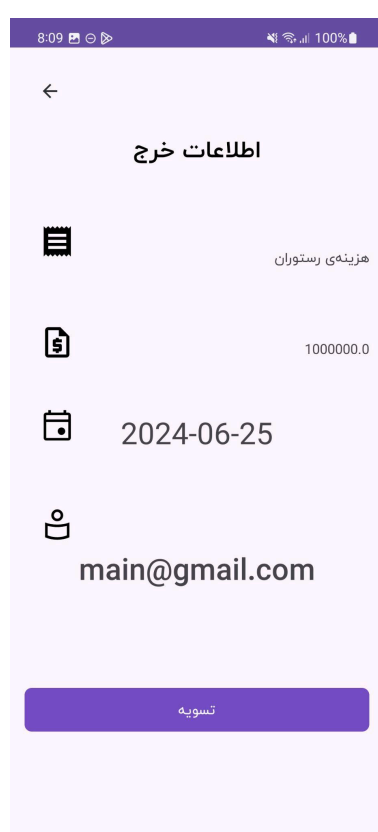 8:09 100%
اطلاعات خرج
هزینه‌ی رستوران
1000000.0
2024-06-25
main@gmail.com
تسویه